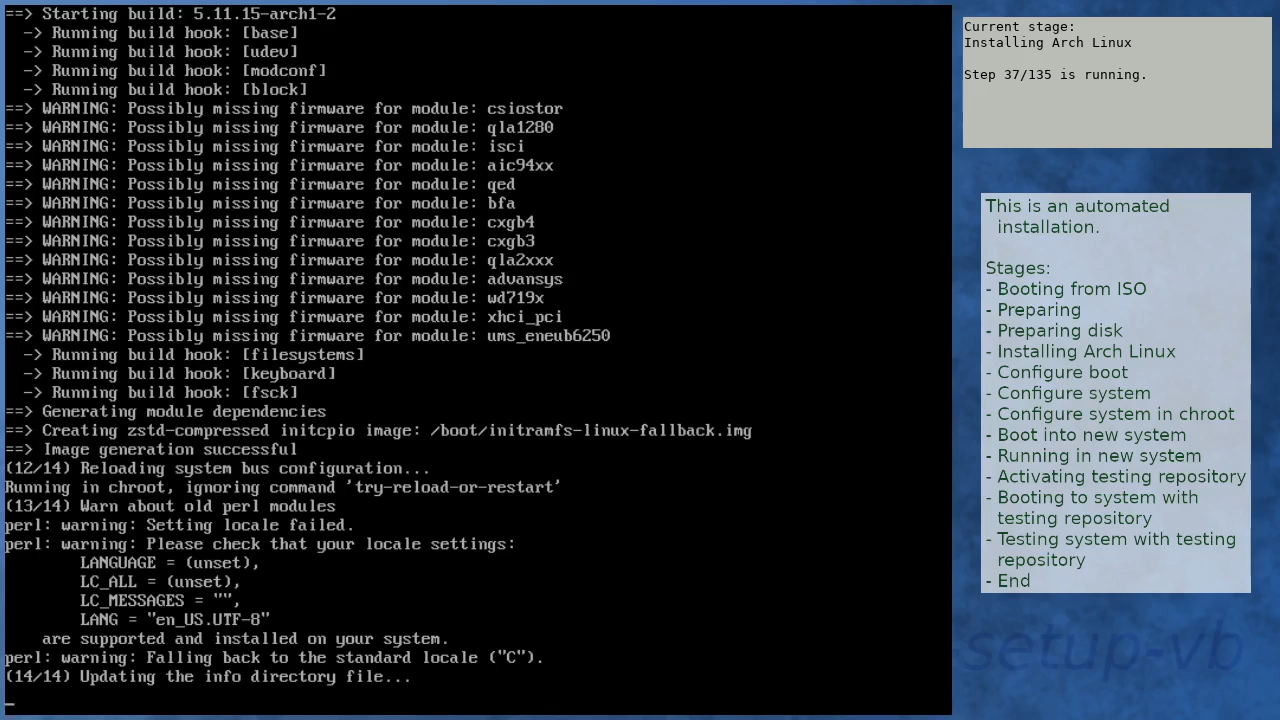 ==> Starting build: 5.11.15-arch1-2
  -> Running build hook: [base]
  -> Running build hook: [udev]
  -> Running build hook: [modconf]
  -> Running build hook: [block]
==> WARNING: Possibly missing firmware for module: csiostor
==> WARNING: Possibly missing firmware for module: qla1280
==> WARNING: Possibly missing firmware for module: isci
==> WARNING: Possibly missing firmware for module: aic94xx
==> WARNING: Possibly missing firmware for module: qed
==> WARNING: Possibly missing firmware for module: bfa
==> WARNING: Possibly missing firmware for module: cxgb4
==> WARNING: Possibly missing firmware for module: cxgb3
==> WARNING: Possibly missing firmware for module: qla2xxx
==> WARNING: Possibly missing firmware for module: advansys
==> WARNING: Possibly missing firmware for module: wd719x
==> WARNING: Possibly missing firmware for module: xhci_pci
==> WARNING: Possibly missing firmware for module: ums_eneub6250
  -> Running build hook: [filesystems]
  -> Running build hook: [keyboard]
  -> Running build hook: [fsck]
==> Generating module dependencies
==> Creating zstd-compressed initcpio image: /boot/initramfs-linux-fallback.img
==> Image generation successful
(12/14) Reloading system bus configuration...
Running in chroot, ignoring command 'try-reload-or-restart'
(13/14) Warn about old perl modules
perl: warning: Setting locale failed.
perl: warning: Please check that your locale settings:
        LANGUAGE = (unset),
        LC_ALL = (unset),
        LC_MESSAGES = "",
        LANG = "en_US.UTF-8"
    are supported and installed on your system.
perl: warning: Falling back to the standard locale ("C").
(14/14) Updating the info directory file...
_
Current stage:
Installing Arch Linux
Step 37/135 is running.
This is an automated
installation.
Stages:
- Booting from ISO
- Preparing
- Preparing disk
- Installing Arch Linux
- Configure boot
- Configure system
- Configure system in chroot
- Boot into new system
- Running in new system
- Activating testing repository
- Booting to system with
testing repository
- Testing system with testing
repository
- End
-setup-vb